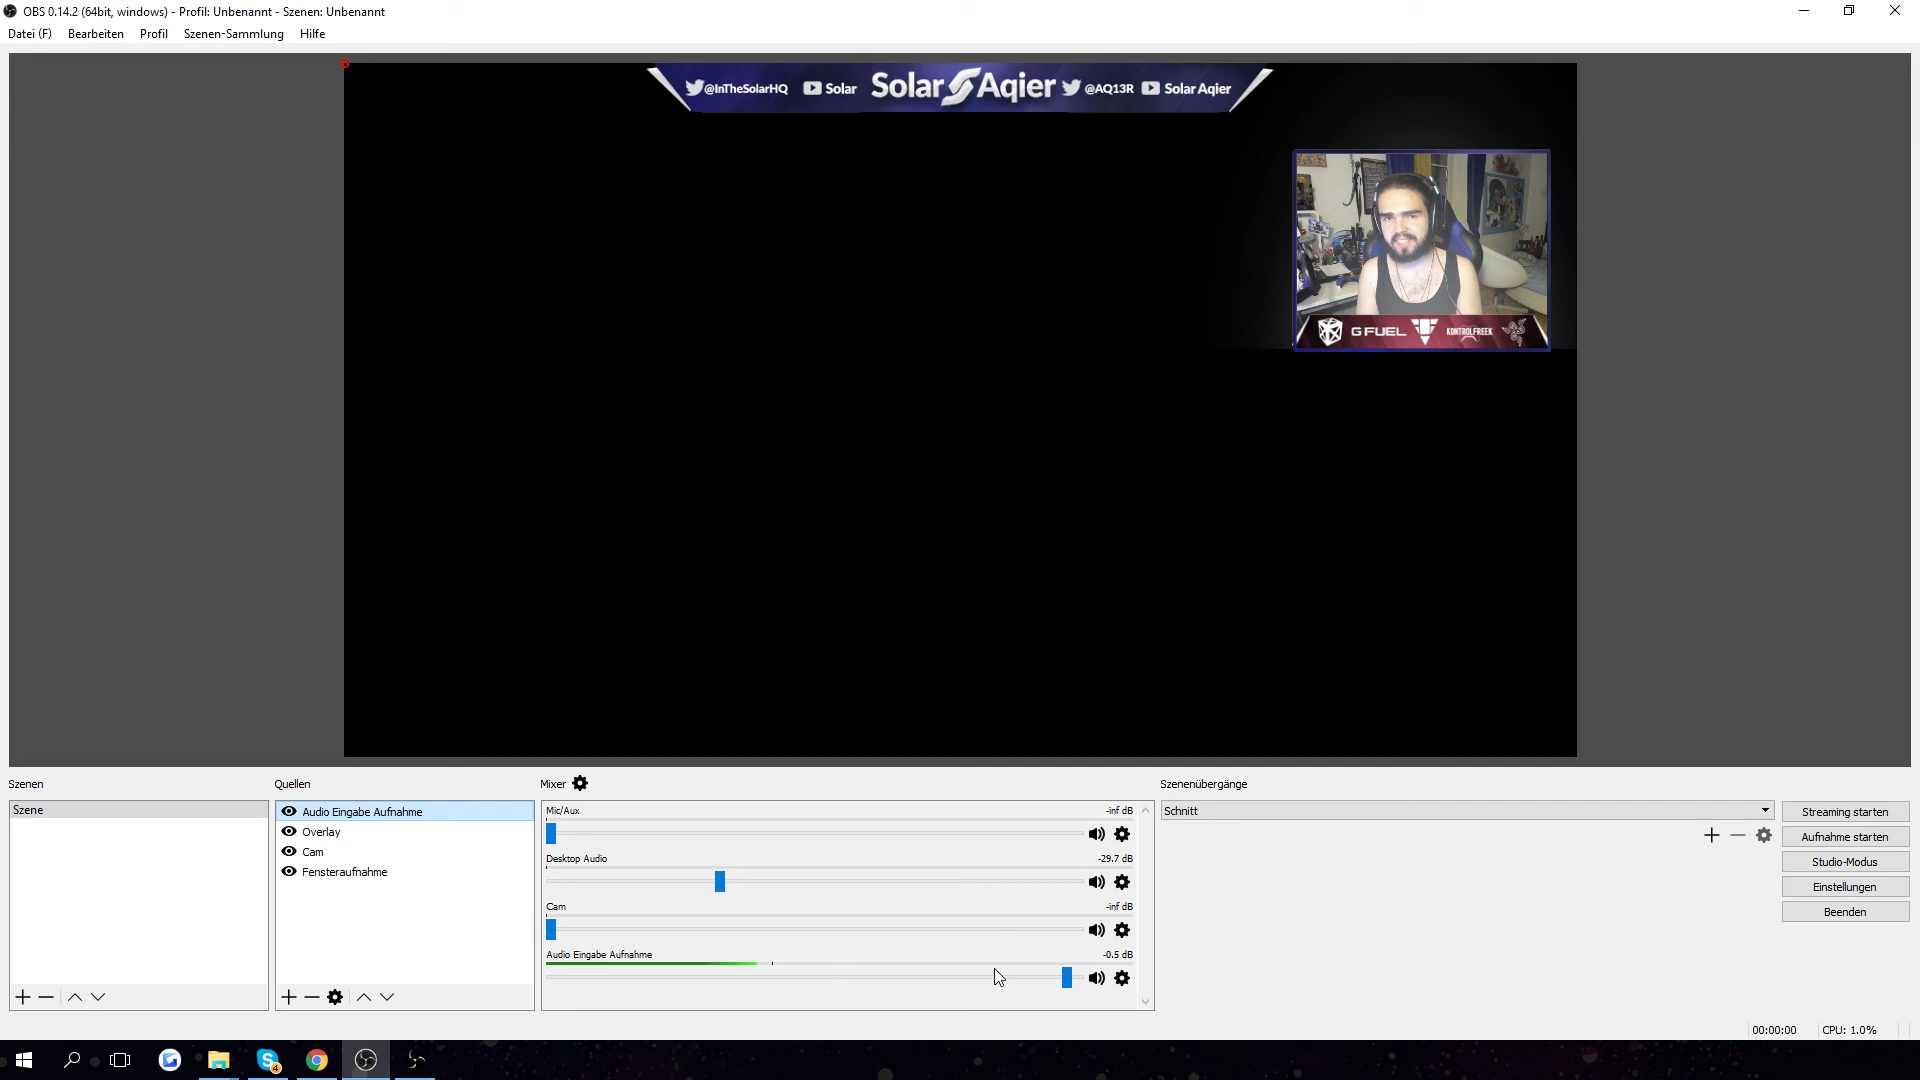 OBS 0.14.2 (64bit, windows) - Profil: Unbenannt - Szenen: Unbenannt
Datei (F) Bearbeiten Profil Szenen-Sammlung Hilfe
@InTheSolarHQ Solar Solar Aqier @AQ13R Solar Aqier
G FUEL KONTROLFREEK
Szenen Quellen Mixer Szenenübergänge
Szene
Audio Eingabe Aufnahme
Overlay
Cam
Fensteraufnahme
Mic/Aux -inf dB
Desktop Audio -29.7 dB
Cam -inf dB
Audio Eingabe Aufnahme -0.5 dB
Schnitt
Streaming starten
Aufnahme starten
Studio-Modus
Einstellungen
Beenden
00:00:00 CPU: 1.0%
4